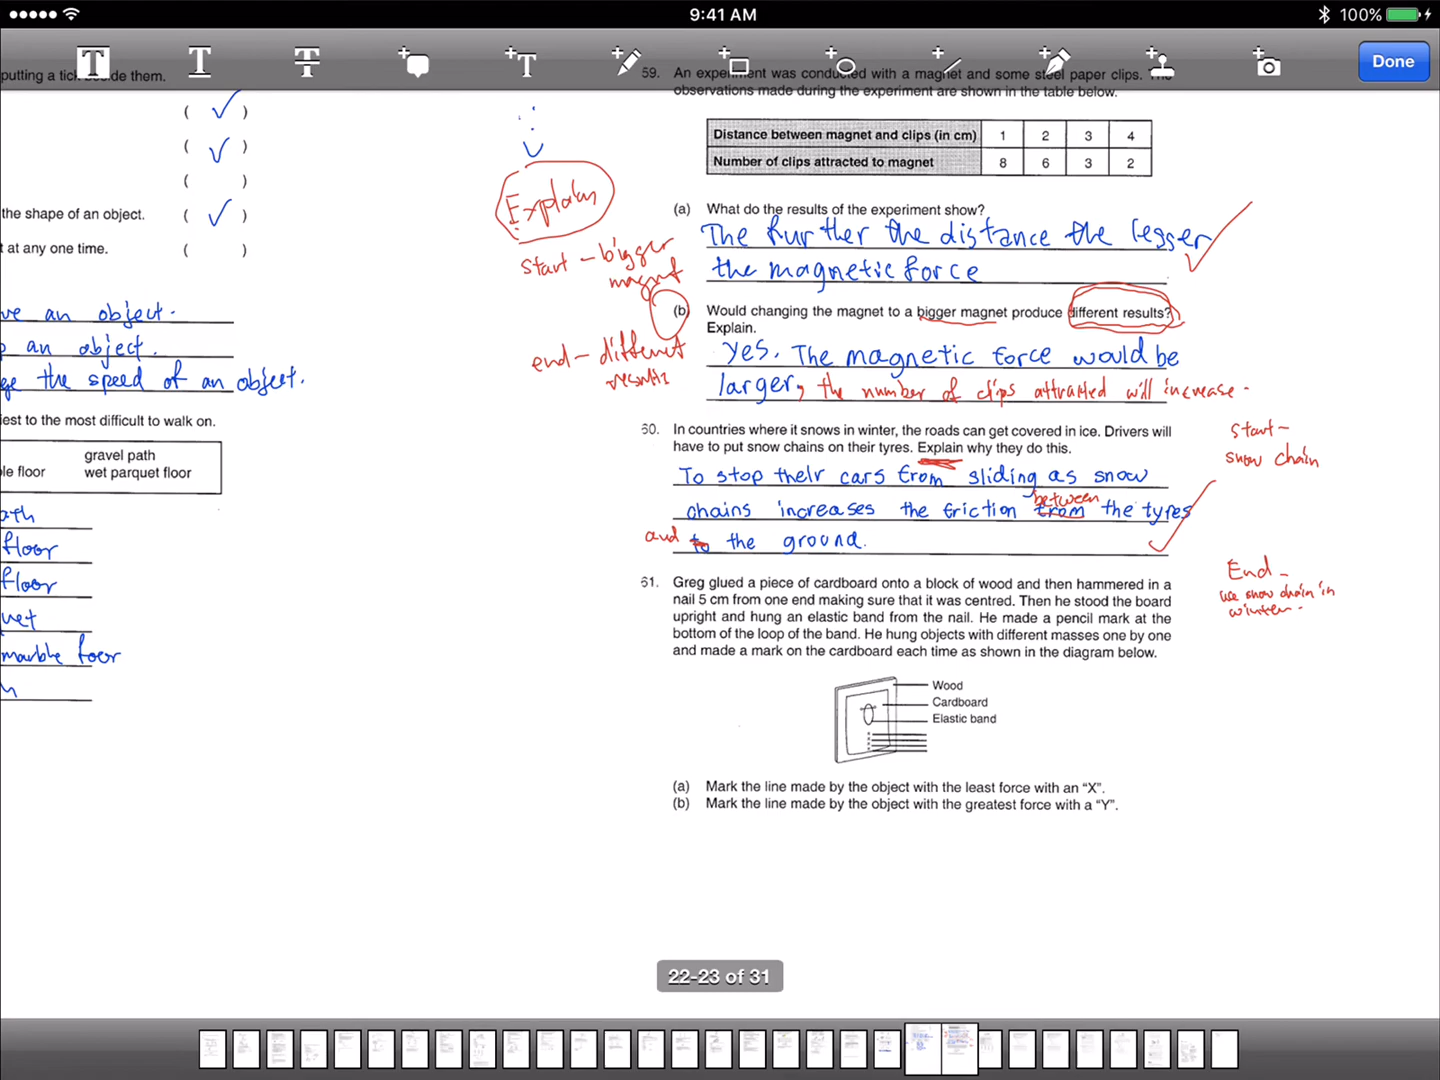 9:41 AM
100%
Done
putting a tick inside them.
( ✓ )
( ✓ )
( )
the shape of an object. ( ✓ )
t at any one time. ( )
ve an object.
p an object.
ge the speed of an object.
iest to the most difficult to walk on.
gravel path
le floor wet parquet floor
ath
floor
floor
vet
marble foor
Explain
start - bigger
magnet
end - different
results
59. An experiment was conducted with a magnet and some steel paper clips. The
observations made during the experiment are shown in the table below.
Distance between magnet and clips (in cm) 1 2 3 4
Number of clips attracted to magnet 8 6 3 2
(a) What do the results of the experiment show?
The further the distance the lesser
the magnetic force
(b) Would changing the magnet to a bigger magnet produce different results?
Explain.
Yes. The magnetic force would be
larger, the number of clips attracted will increase.
60. In countries where it snows in winter, the roads can get covered in ice. Drivers will
have to put snow chains on their tyres. Explain why they do this.
To stop their cars from sliding as snow
between
chains increases the friction from the tyres
and to the ground.
start -
snow chain
End -
use snow chain in
winter.
61. Greg glued a piece of cardboard onto a block of wood and then hammered in a
nail 5 cm from one end making sure that it was centred. Then he stood the board
upright and hung an elastic band from the nail. He made a pencil mark at the
bottom of the loop of the band. He hung objects with different masses one by one
and made a mark on the cardboard each time as shown in the diagram below.
Wood
Cardboard
Elastic band
(a) Mark the line made by the object with the least force with an “X”.
(b) Mark the line made by the object with the greatest force with a “Y”.
22-23 of 31